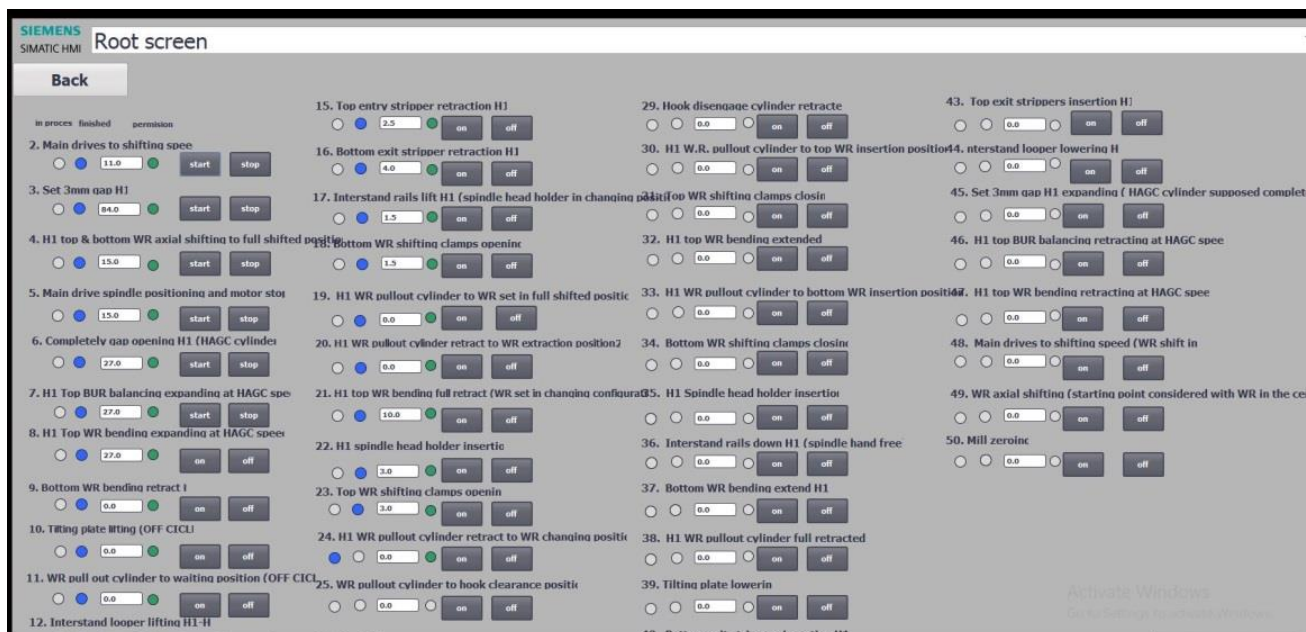 SIEMENS
SIMATIC HMI
Root screen
Back
in proces finished permision
2. Main drives to shifting spee
11.0 start stop
3. Set 3mm gap H1
84.0 start stop
4. H1 top & bottom WR axial shifting to full shifted positio
15.0 start stop
5. Main drive spindle positioning and motor stop
15.0 start stop
6. Completely gap opening H1 (HAGC cylinder
27.0 start stop
7. H1 Top BUR balancing expanding at HAGC spe
27.0 start stop
8. H1 Top WR bending expanding at HAGC speed
27.0 on off
9. Bottom WR bending retract
0.0 on off
10. Tilting plate lifting (OFF CICLI
0.0 on off
11. WR pull out cylinder to waiting position (OFF CICL
0.0 on off
12. Interstand looper lifting H1-H
15. Top entry stripper retraction H1
2.5 on off
16. Bottom exit stripper retraction H1
4.0 on off
17. Interstand rails lift H1 (spindle head holder in changing positi
1.5 on off
18. Bottom WR shifting clamps opening
1.5 on off
19. H1 WR pullout cylinder to WR set in full shifted positic
0.0 on off
20. H1 WR pullout cylinder retract to WR extraction position2
0.0 on off
21. H1 top WR bending full retract (WR set in changing configurat
10.0 on off
22. H1 spindle head holder insertic
3.0 on off
23. Top WR shifting clamps openin
3.0 on off
24. H1 WR pullout cylinder retract to WR changing positic
0.0 on off
25. WR pullout cylinder to hook clearance positic
0.0 on off
29. Hook disengage cylinder retracte
0.0 on off
30. H1 W.R. pullout cylinder to top WR insertion position
0.0 on off
Top WR shifting clamps closin
0.0 on off
32. H1 top WR bending extended
0.0 on off
33. H1 WR pullout cylinder to bottom WR insertion position
0.0 on off
34. Bottom WR shifting clamps closing
0.0 on off
35. H1 Spindle head holder insertion
0.0 on off
36. Interstand rails down H1 (spindle hand free
0.0 on off
37. Bottom WR bending extend H1
0.0 on off
38. H1 WR pullout cylinder full retracted
0.0 on off
39. Tilting plate lowerin
0.0 on off
43. Top exit strippers insertion H1
0.0 on off
44. nterstand looper lowering H
0.0 on off
45. Set 3mm gap H1 expanding ( HAGC cylinder supposed complet
0.0 on off
46. H1 top BUR balancing retracting at HAGC spee
0.0 on off
47. H1 top WR bending retracting at HAGC spee
0.0 on off
48. Main drives to shifting speed (WR shift in
0.0 on off
49. WR axial shifting (starting point considered with WR in the ce
0.0 on off
50. Mill zeroing
0.0 on off
Activate Windows
Go to Settings to activate Windows.